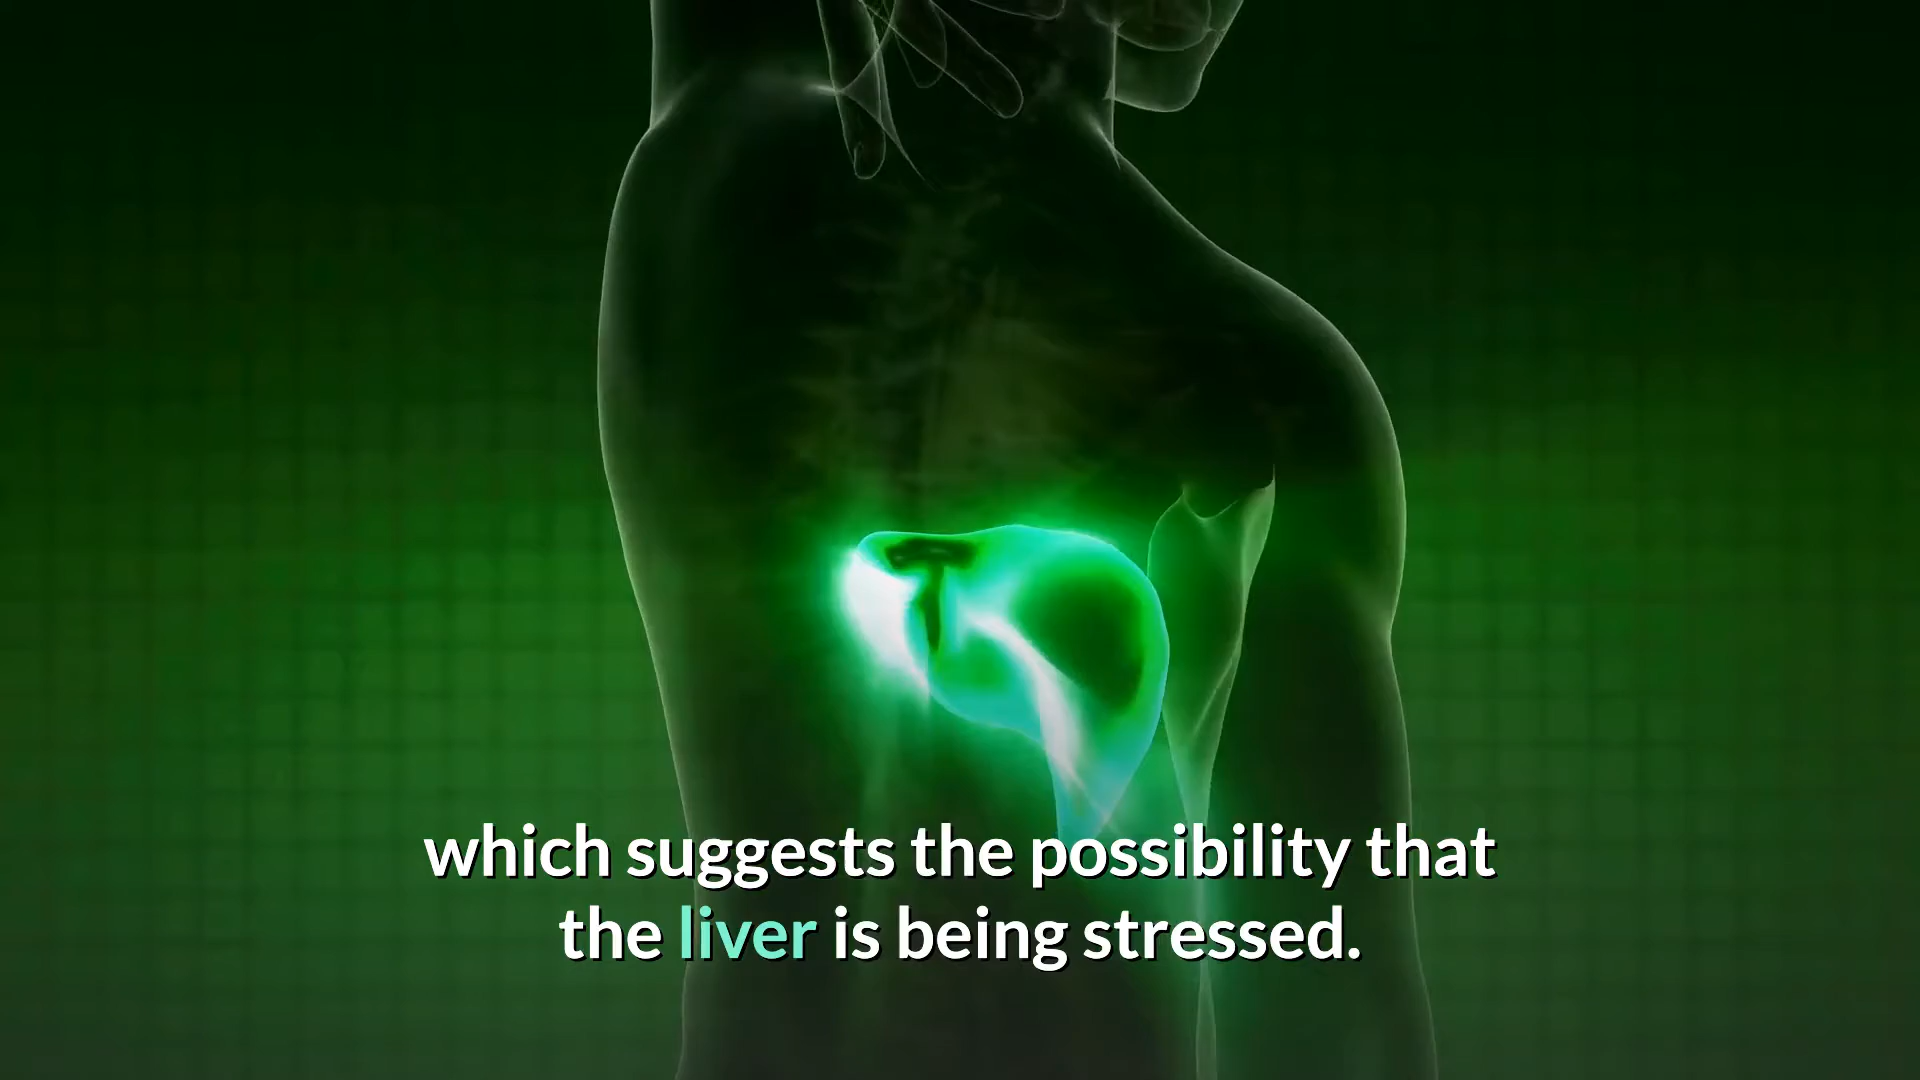 which suggests the possibility that
the liver is being stressed.